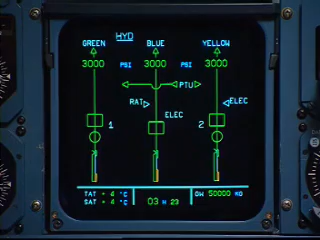 HYD
GREEN BLUE YELLOW
3000 PSI 3000 PSI 3000
PTU
RAT ELEC
ELEC
1 2
TAT + 4 °C GW 50000 KG
SAT + 4 °C 03 H 23